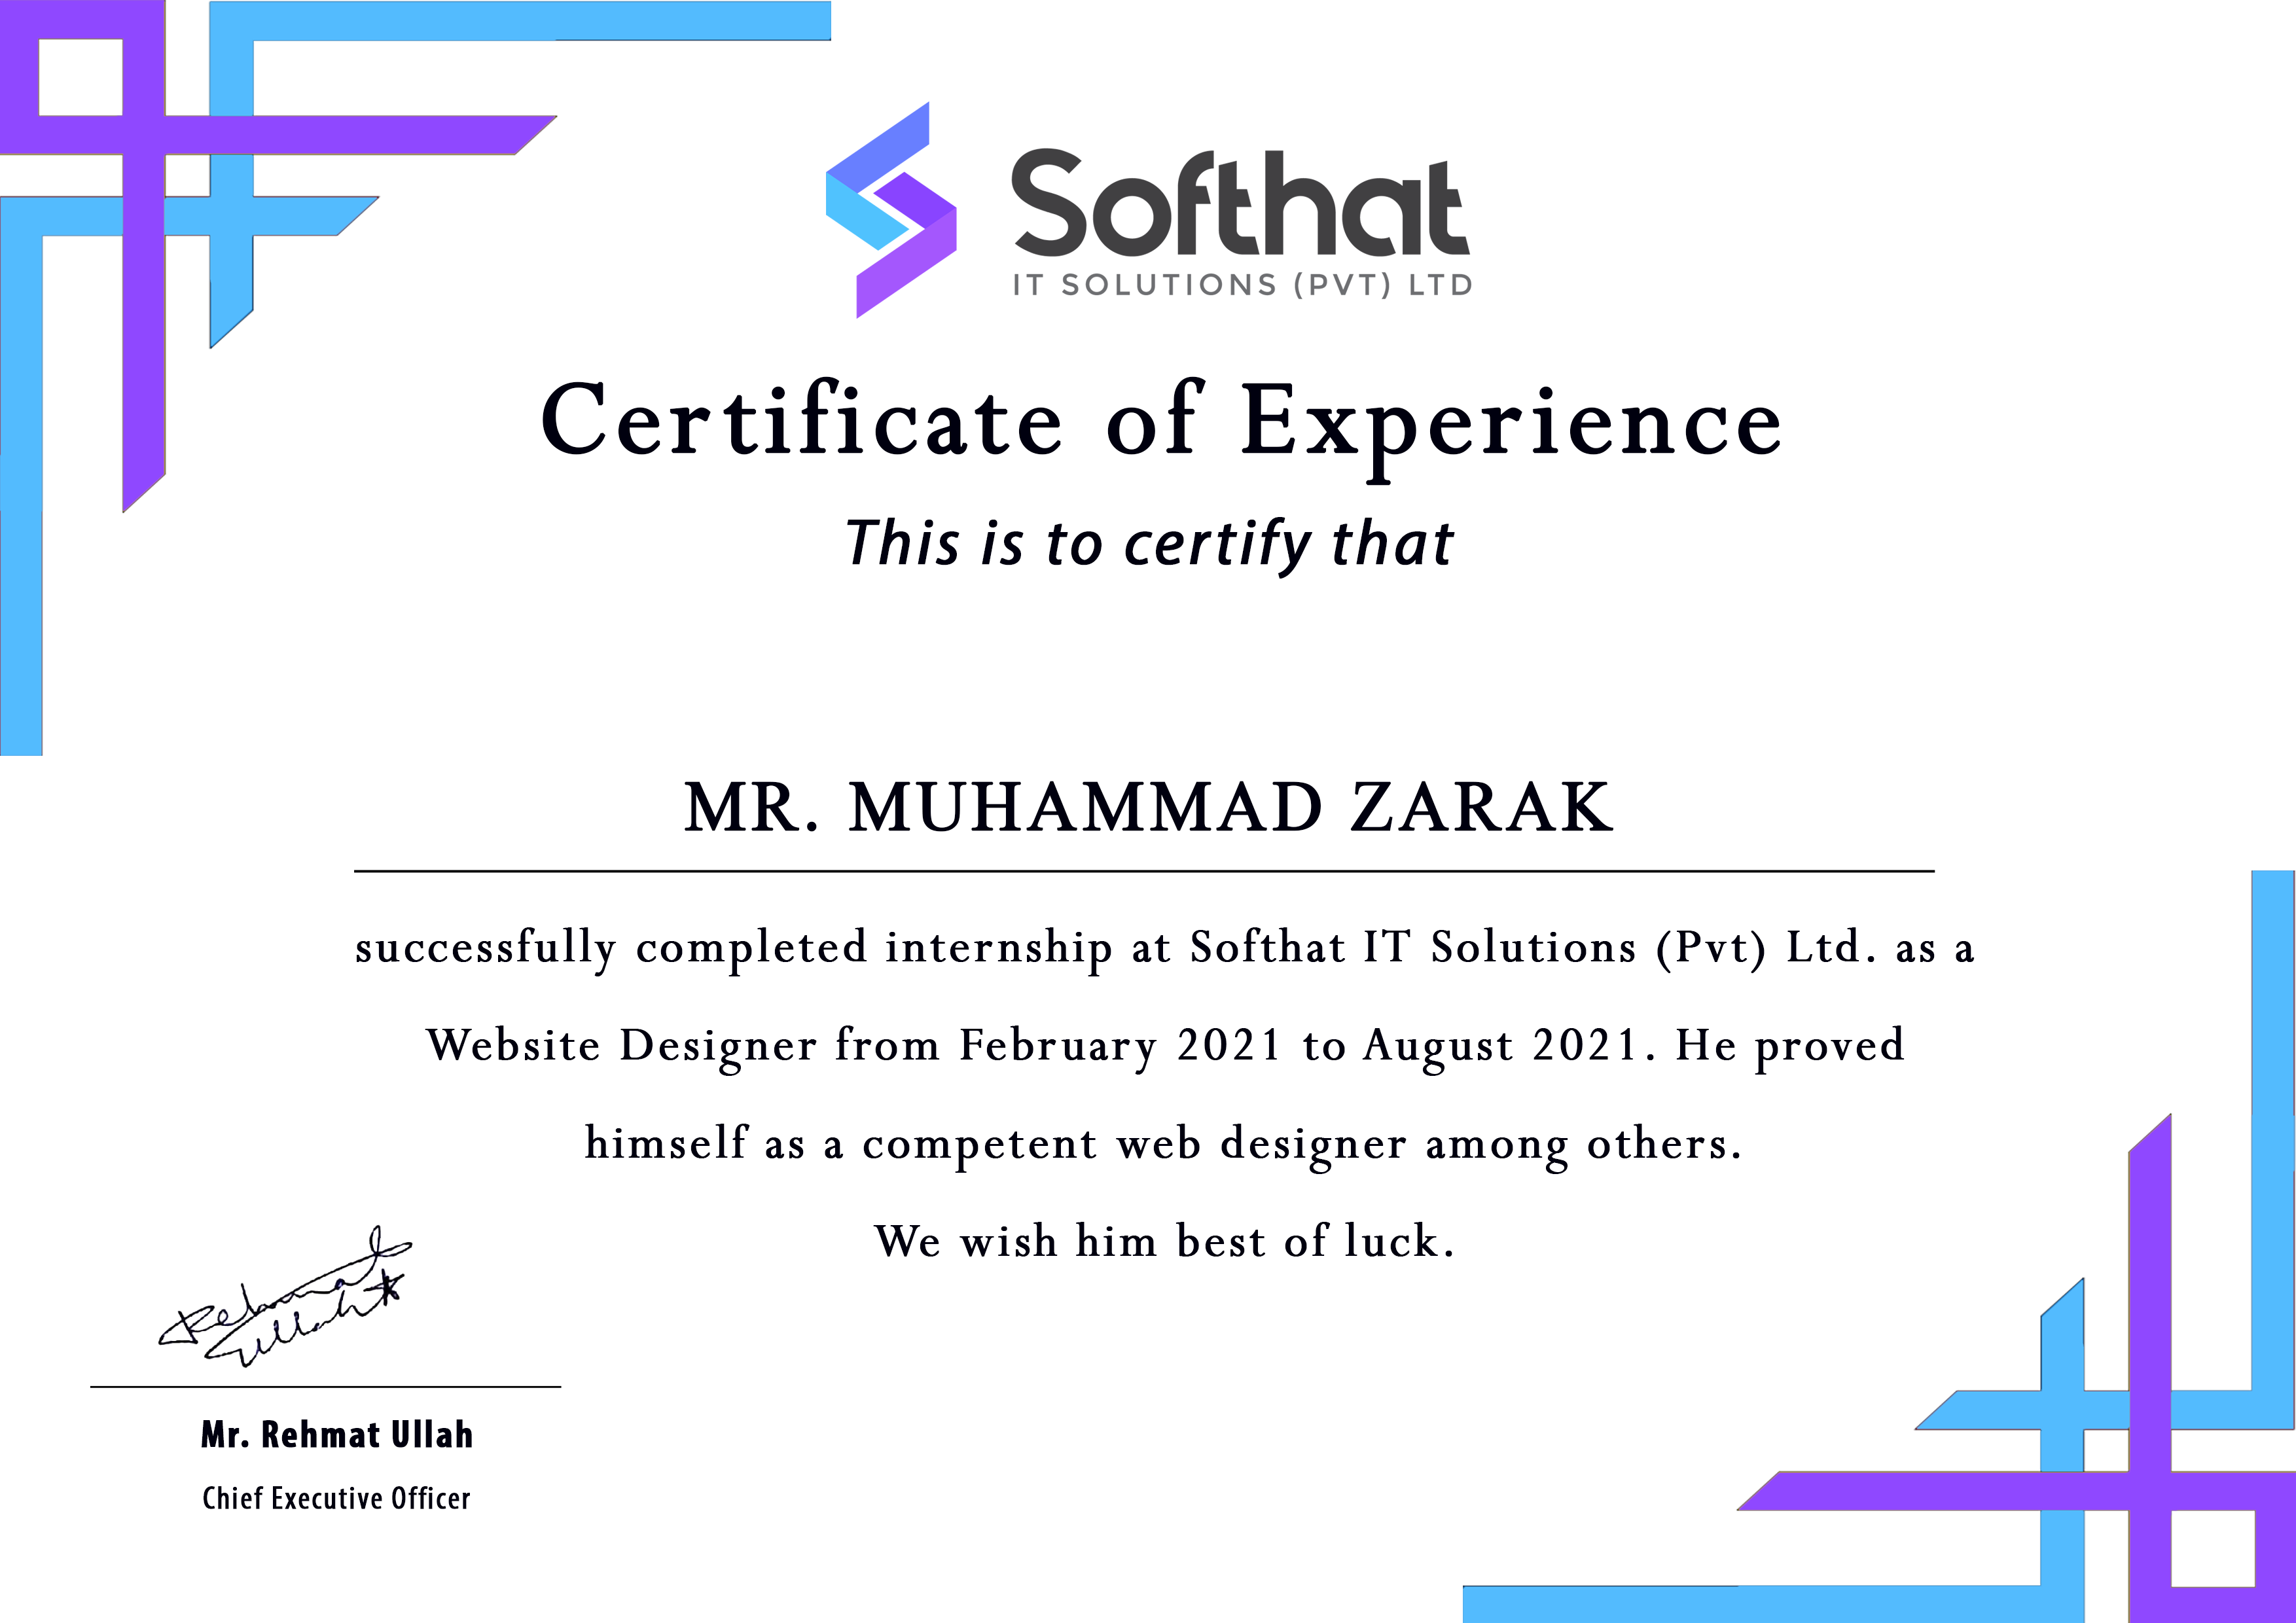 Softhat
IT SOLUTIONS (PVT) LTD
Certificate of Experience
This is to certify that
MR. MUHAMMAD ZARAK
successfully completed internship at Softhat IT Solutions (Pvt) Ltd. as a
Website Designer from February 2021 to August 2021. He proved
himself as a competent web designer among others.
We wish him best of luck.
Rehmat
Ullah
Mr. Rehmat Ullah
Chief Executive Officer